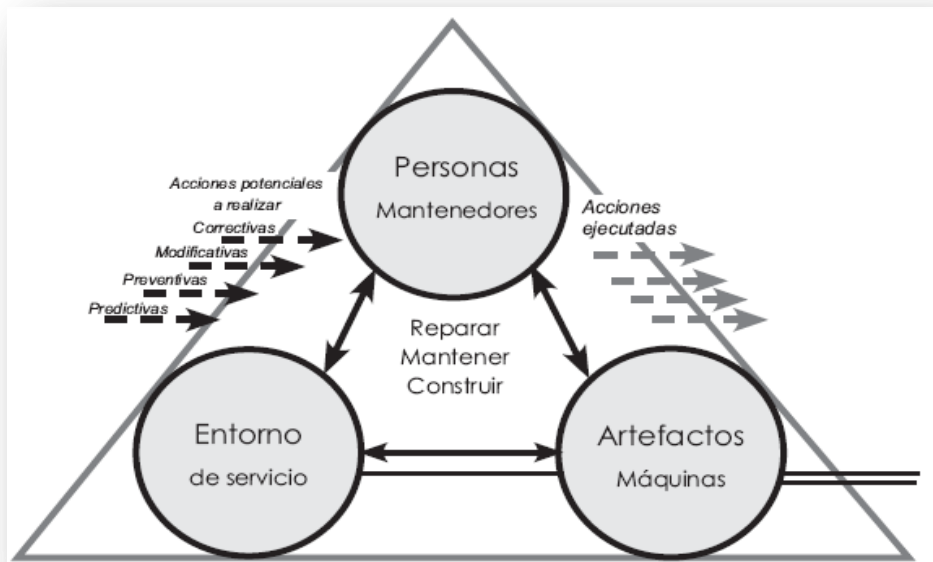 Personas
Mantenedores
Acciones potenciales
a realizar
Correctivas
Modificativas
Preventivas
Predictivas
Acciones
ejecutadas
Reparar
Mantener
Construir
Entorno
de servicio
Artefactos
Máquinas